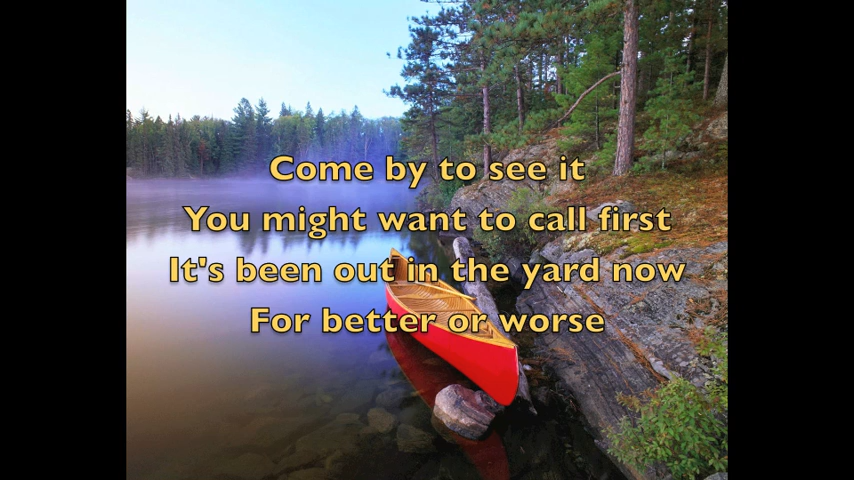 Come by to see it
You might want to call first
It's been out in the yard now
For better or worse